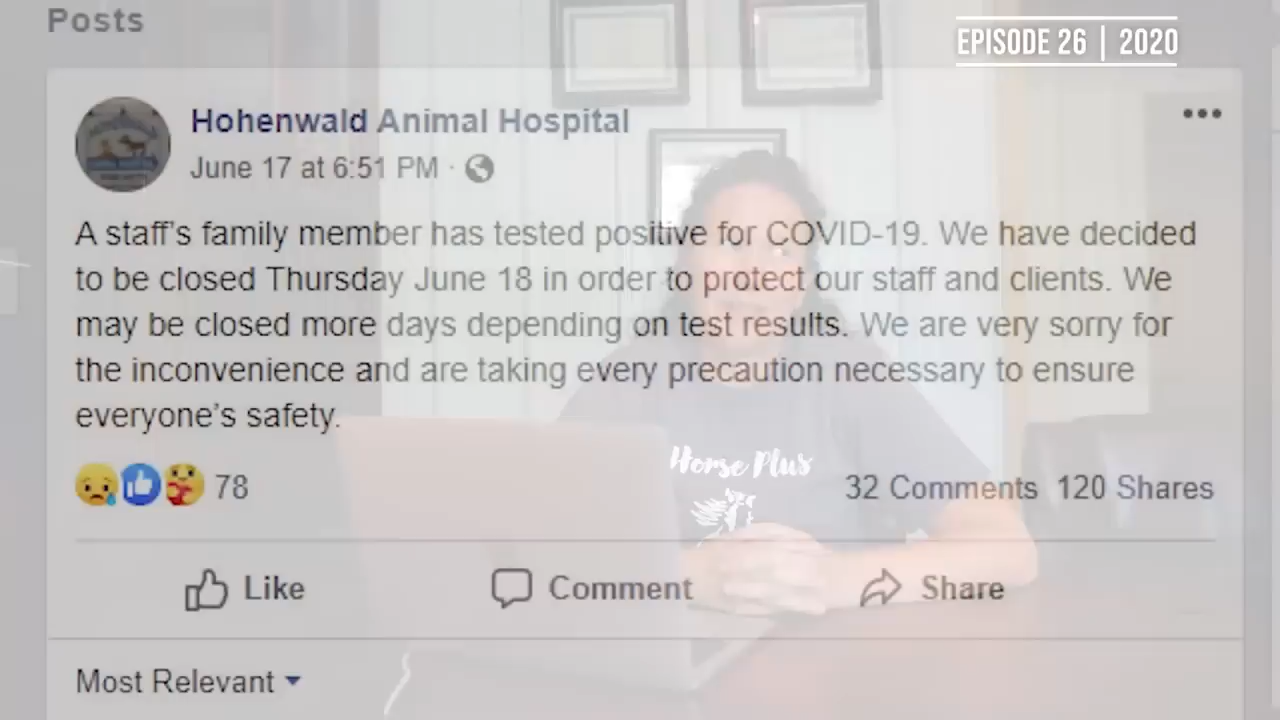 Posts
EPISODE 26 | 2020
Hohenwald Animal Hospital
June 17 at 6:51 PM ·
A staff's family member has tested positive for COVID-19. We have decided
to be closed Thursday June 18 in order to protect our staff and clients. We
may be closed more days depending on test results. We are very sorry for
the inconvenience and are taking every precaution necessary to ensure
everyone's safety.
78
32 Comments 120 Shares
Horse Plus
Like
Comment
Share
Most Relevant